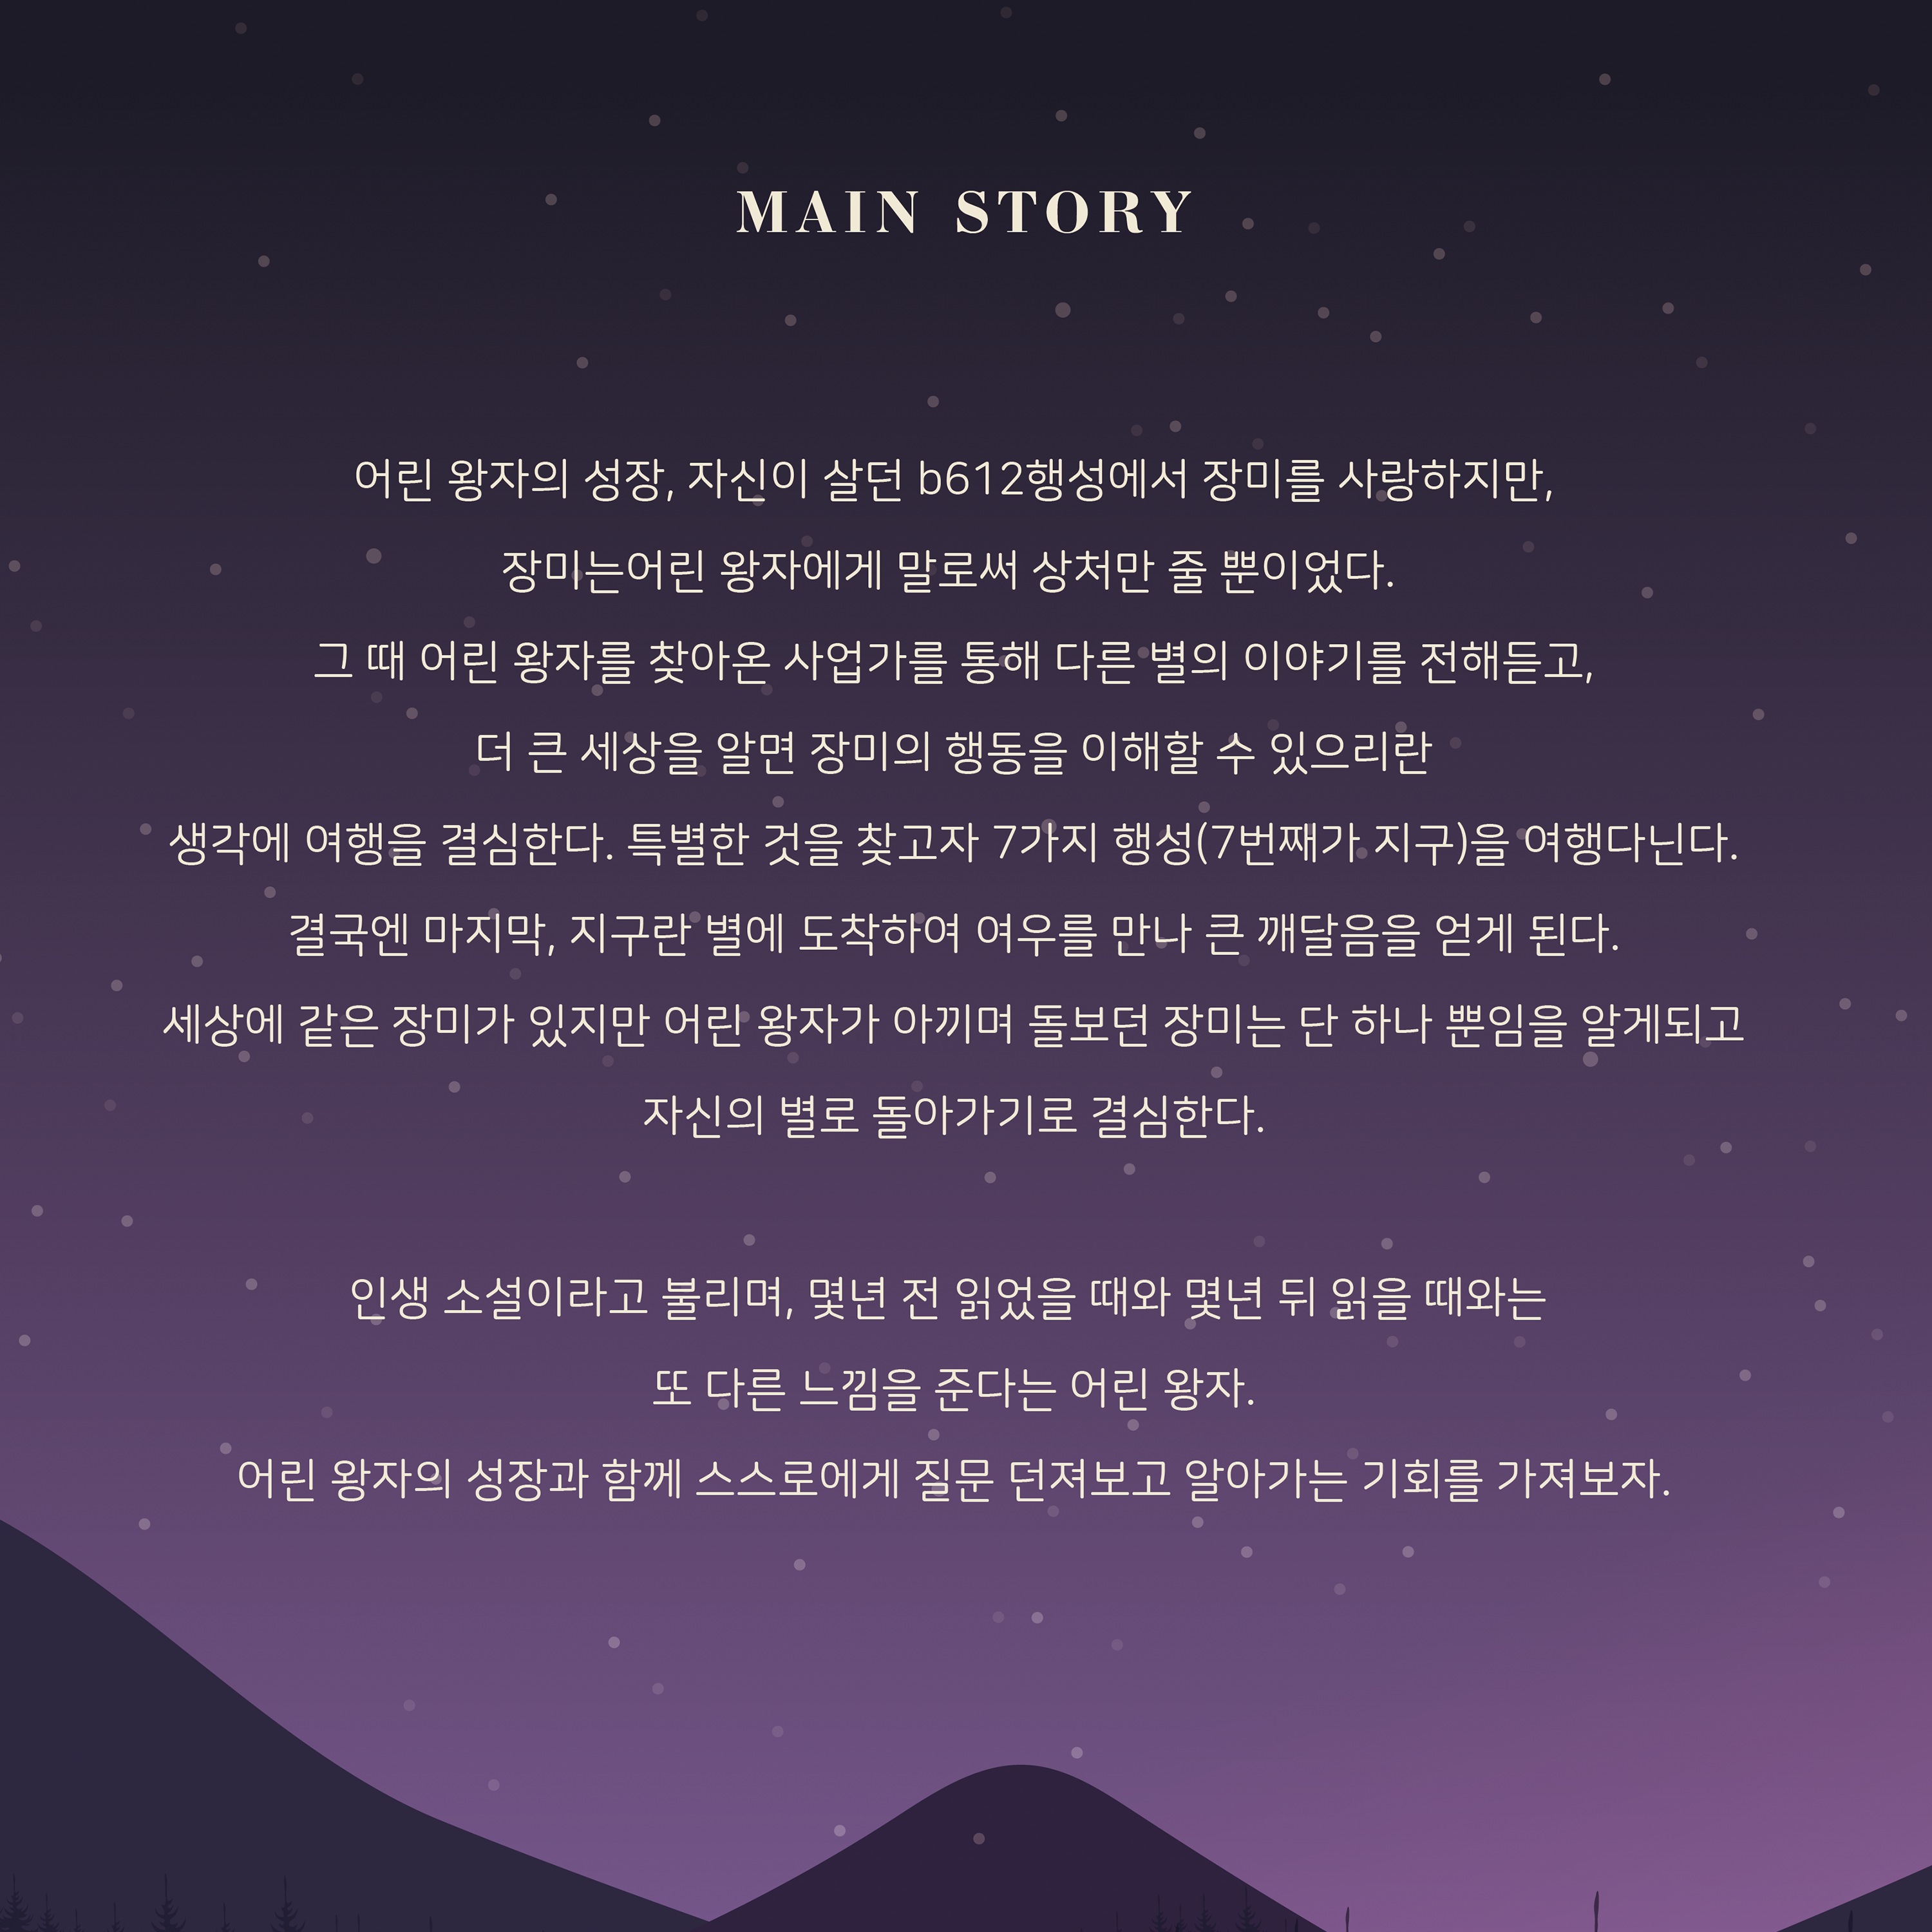 MAIN STORY
어린 왕자의 성장, 자신이 살던 b612행성에서 장미를 사랑하지만,
장미는어린 왕자에게 말로써 상처만 줄 뿐이었다.
그 때 어린 왕자를 찾아온 사업가를 통해 다른 별의 이야기를 전해듣고,
더 큰 세상을 알면 장미의 행동을 이해할 수 있으리란
생각에 여행을 결심한다. 특별한 것을 찾고자 7가지 행성(7번째가 지구)을 여행다닌다.
결국엔 마지막, 지구란 별에 도착하여 여우를 만나 큰 깨달음을 얻게 된다.
세상에 같은 장미가 있지만 어린 왕자가 아끼며 돌보던 장미는 단 하나 뿐임을 알게되고
자신의 별로 돌아가기로 결심한다.
인생 소설이라고 불리며, 몇년 전 읽었을 때와 몇년 뒤 읽을 때와는
또 다른 느낌을 준다는 어린 왕자.
어린 왕자의 성장과 함께 스스로에게 질문 던져보고 알아가는 기회를 가져보자.